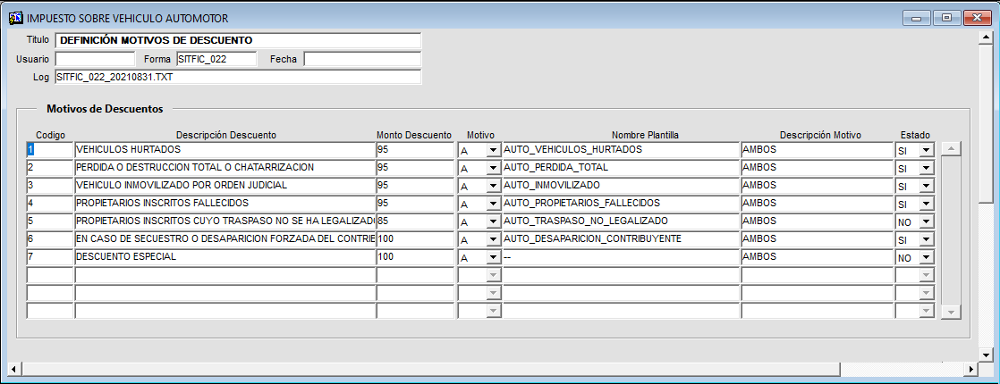 IMPUESTO SOBRE VEHICULO AUTOMOTOR
Titulo DEFINICIÓN MOTIVOS DE DESCUENTO
Usuario Forma SITFIC_022 Fecha
Log SITFIC_022_20210831.TXT
Motivos de Descuentos
Codigo Descripción Descuento Monto Descuento Motivo Nombre Plantilla Descripción Motivo Estado
1 VEHICULOS HURTADOS 95 A AUTO_VEHICULOS_HURTADOS AMBOS SI
2 PERDIDA O DESTRUCCION TOTAL O CHATARRIZACION 95 A AUTO_PERDIDA_TOTAL AMBOS SI
3 VEHICULO INMOVILIZADO POR ORDEN JUDICIAL 95 A AUTO_INMOVILIZADO AMBOS SI
4 PROPIETARIOS INSCRITOS FALLECIDOS 95 A AUTO_PROPIETARIOS_FALLECIDOS AMBOS SI
5 PROPIETARIOS INSCRITOS CUYO TRASPASO NO SE HA LEGALIZADO 85 A AUTO_TRASPASO_NO_LEGALIZADO AMBOS NO
6 EN CASO DE SECUESTRO O DESAPARICION FORZADA DEL CONTRIE 100 A AUTO_DESAPARICION_CONTRIBUYENTE AMBOS SI
7 DESCUENTO ESPECIAL 100 A -- AMBOS NO